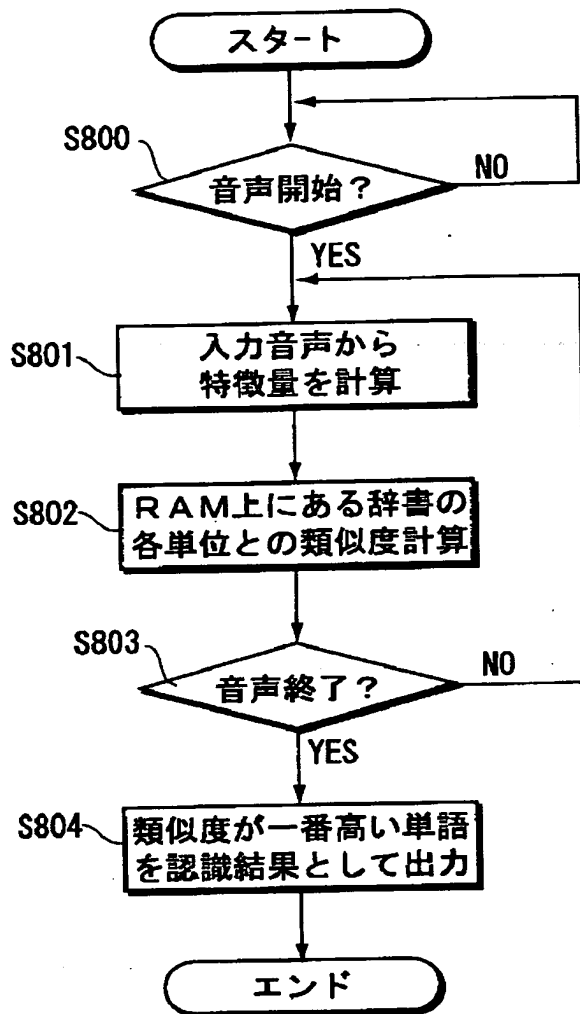 スタート
S800
音声開始?
NO
YES
S801
入力音声から
特徴量を計算
S802
RAM上にある辞書の
各単位との類似度計算
S803
音声終了?
NO
YES
S804
類似度が一番高い単語
を認識結果として出力
エンド